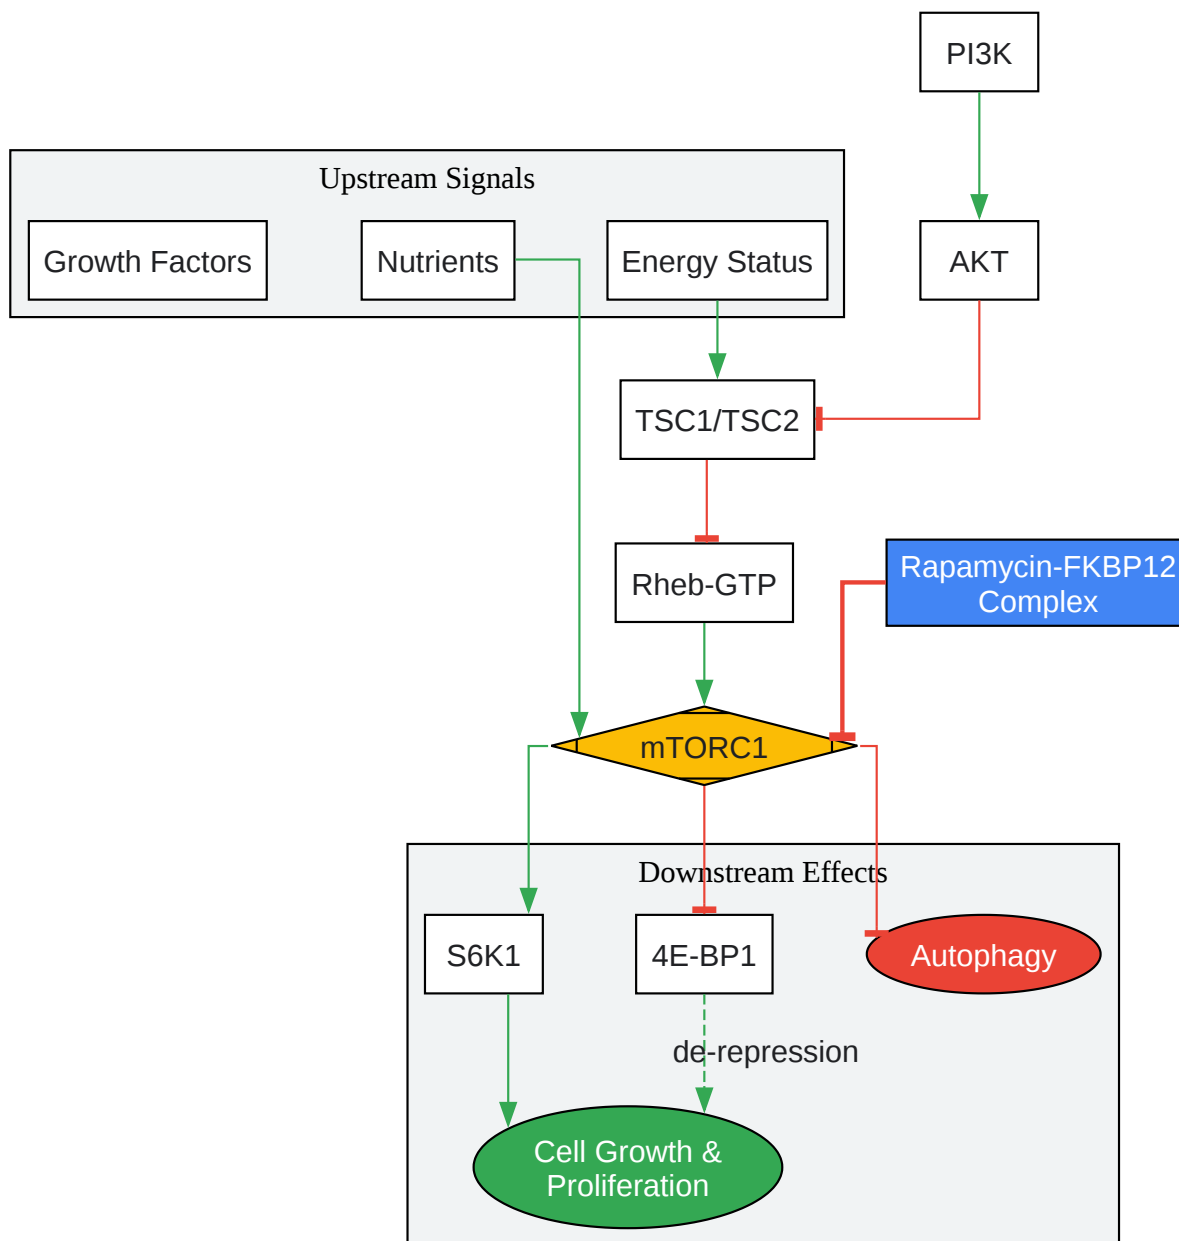 PI3K
Upstream Signals
Growth Factors
Nutrients
Energy Status
AKT
TSC1/TSC2
Rheb-GTP
Rapamycin-FKBP12
Complex
mTORC1
Downstream Effects
S6K1
4E-BP1
Autophagy
de-repression
Cell Growth &
Proliferation